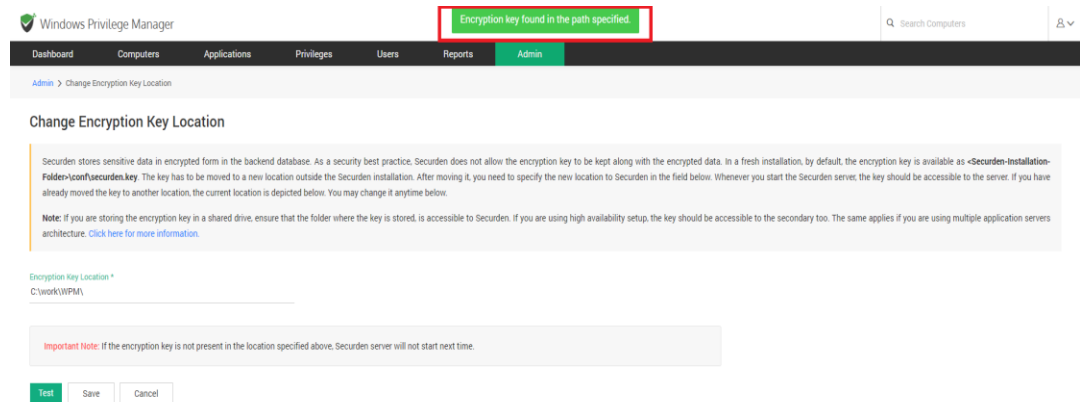 Windows Privilege Manager
Encryption key found in the path specified.
Search Computers
Dashboard Computers Applications Privileges Users Reports Admin
Admin > Change Encryption Key Location
Change Encryption Key Location
Securden stores sensitive data in encrypted form in the backend database. As a security best practice, Securden does not allow the encryption key to be kept along with the encrypted data. In a fresh installation, by default, the encryption key is available as <Securden-Installation-
Folder>\conf\securden.key. The key has to be moved to a new location outside the Securden installation. After moving it, you need to specify the new location to Securden in the field below. Whenever you start the Securden server, the key should be accessible to the server. If you have
already moved the key to another location, the current location is depicted below. You may change it anytime below.
Note: If you are storing the encryption key in a shared drive, ensure that the folder where the key is stored, is accessible to Securden. If you are using high availability setup, the key should be accessible to the secondary too. The same applies if you are using multiple application servers
architecture. Click here for more information.
Encryption Key Location *
C:\work\WPM\
Important Note: If the encryption key is not present in the location specified above, Securden server will not start next time.
Test Save Cancel